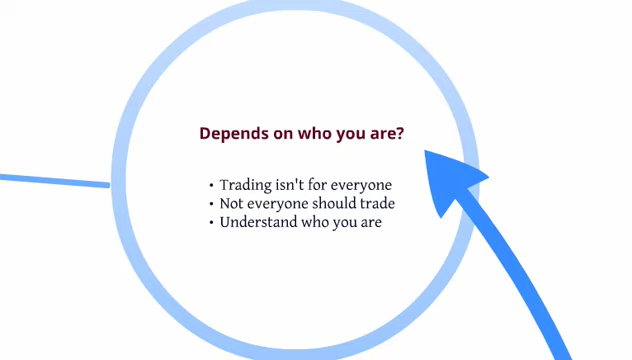 Depends on who you are?
• Trading isn't for everyone
• Not everyone should trade
• Understand who you are